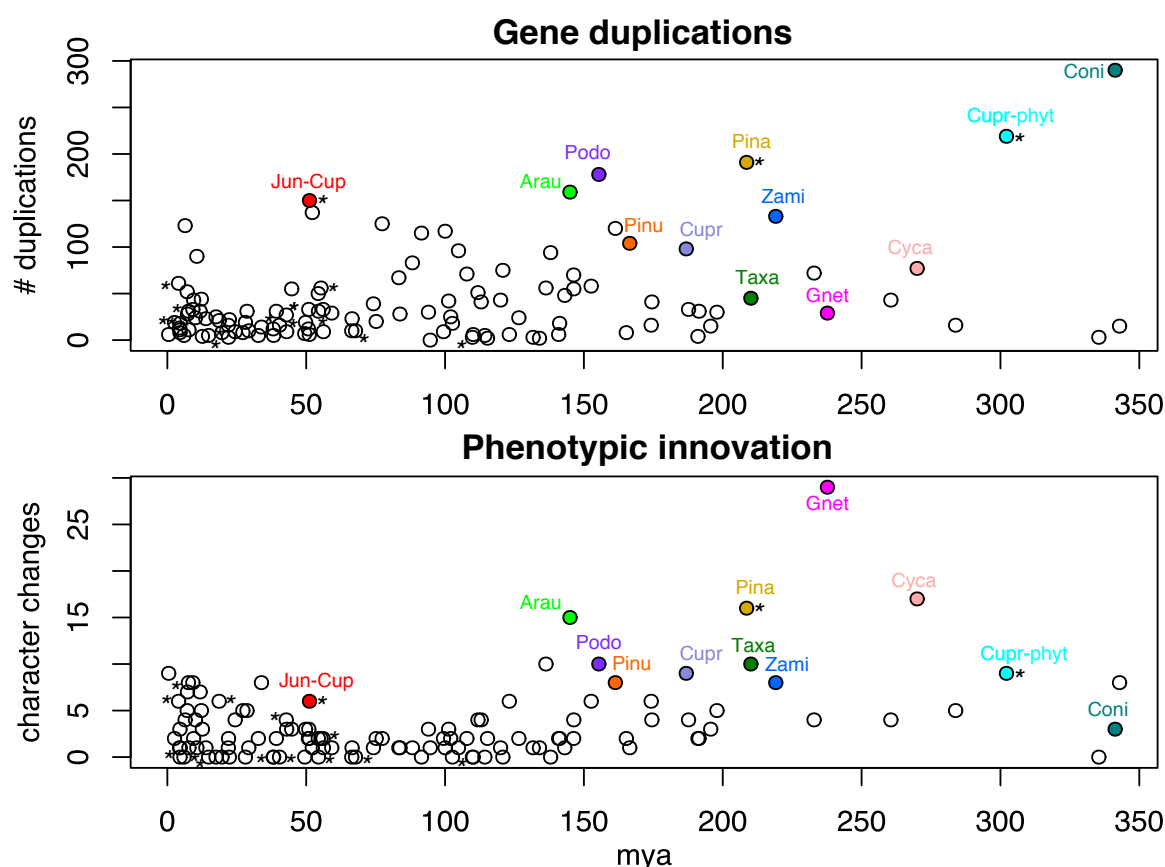 Gene duplications
# duplications
300
200
100
0
Coni
Cupr-phyt
*
Pina
*
Podo
Arau
Jun-Cup
*
Zami
Pinu
Cupr
Cyca
Taxa
Gnet
0 50 100 150 200 250 300 350
Phenotypic innovation
character changes
25
15
5
0
Gnet
Cyca
Pina
*
Arau
Podo
Pinu
Cupr
Taxa
Zami
Cupr-phyt
*
Jun-Cup
*
Coni
0 50 100 150 200 250 300 350
mya